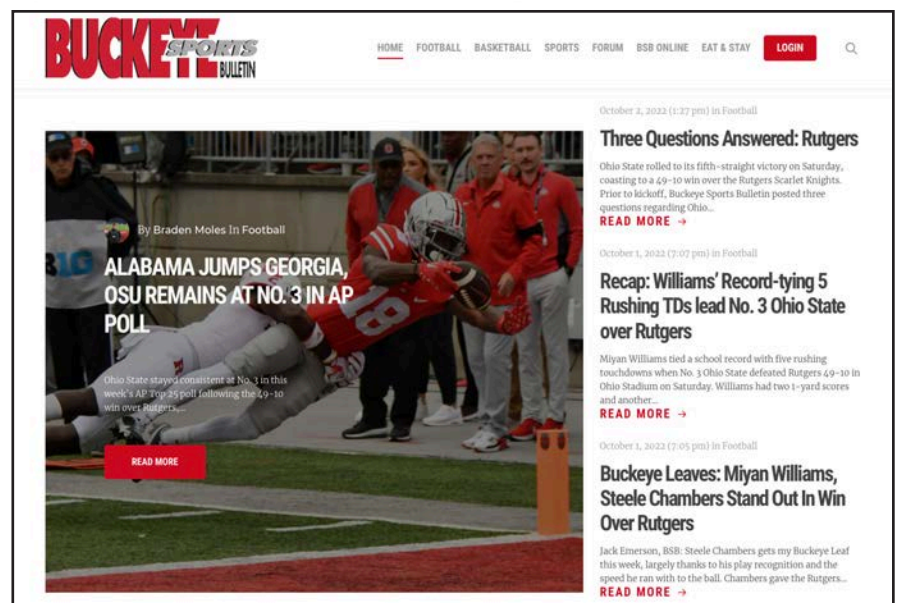 BUCKEYE
SPORTS
BULLETIN
HOME FOOTBALL BASKETBALL SPORTS FORUM BSB ONLINE EAT & STAY LOGIN
By Braden Moles In Football
ALABAMA JUMPS GEORGIA,
OSU REMAINS AT NO. 3 IN AP
POLL
Ohio State stayed consistent at No. 3 in this
week's AP Top 25 poll following the 49-10
win over Rutgers,...
READ MORE
18
October 2, 2022 (1:27 pm) in Football
Three Questions Answered: Rutgers
Ohio State rolled to its fifth-straight victory on Saturday,
coasting to a 49-10 win over the Rutgers Scarlet Knights.
Prior to kickoff, Buckeye Sports Bulletin posted three
questions regarding Ohio...
READ MORE →
October 1, 2022 (7:07 pm) in Football
Recap: Williams' Record-tying 5
Rushing TDs lead No. 3 Ohio State
over Rutgers
Miyan Williams tied a school record with five rushing
touchdowns when No. 3 Ohio State defeated Rutgers 49-10 in
Ohio Stadium on Saturday. Williams had two 1-yard scores
and another...
READ MORE →
October 1, 2022 (7:05 pm) in Football
Buckeye Leaves: Miyan Williams,
Steele Chambers Stand Out In Win
Over Rutgers
Jack Emerson, BSB: Steele Chambers gets my Buckeye Leaf
this week, largely thanks to his play recognition and the
speed he ran with to the ball. Chambers gave the Rutgers...
READ MORE →